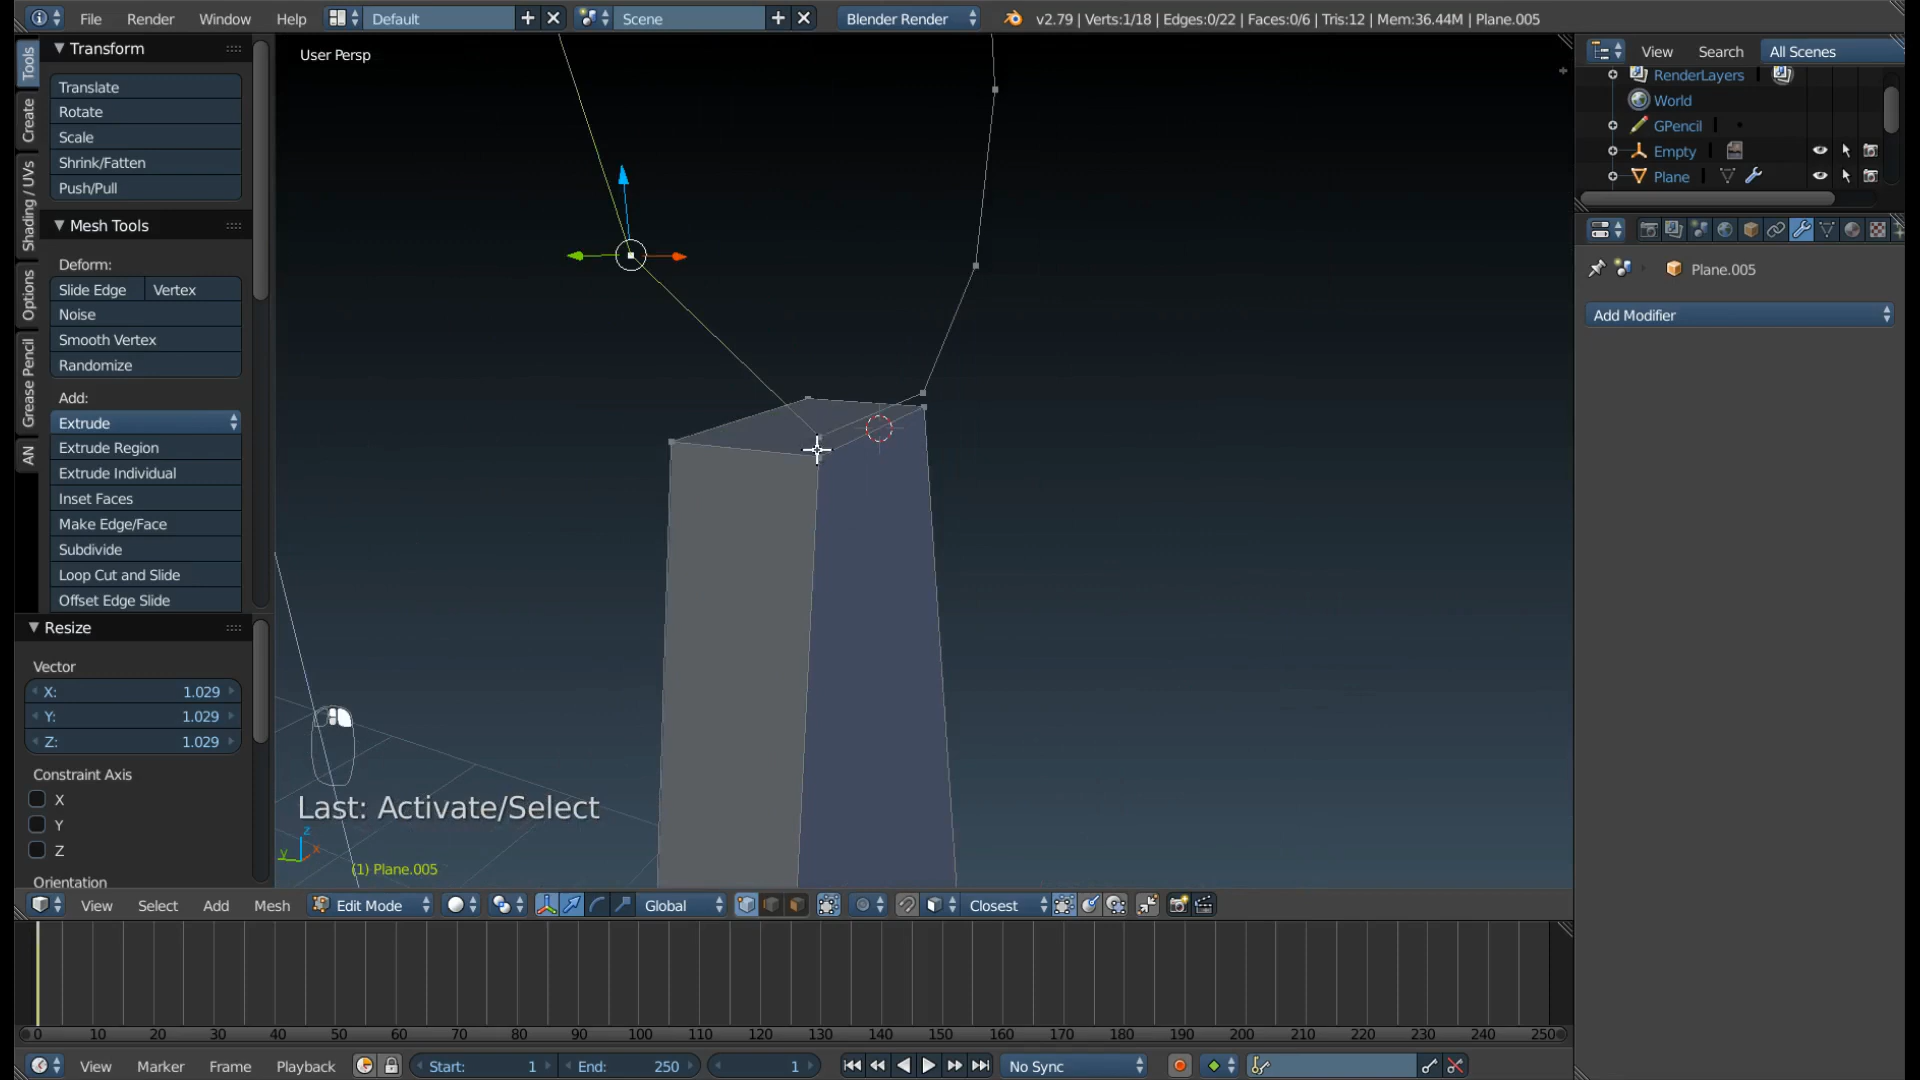 File Render Window Help Default Scene Blender Render v2.79 | Verts:1/18 | Edges:0/22 | Faces:0/6 | Tris:12 | Mem:36.44M | Plane.005
Tools
Create
Shading / UVs
Options
Grease Pencil
AN
Transform
Translate
Rotate
Scale
Shrink/Fatten
Push/Pull
Mesh Tools
Deform:
Slide Edge Vertex
Noise
Smooth Vertex
Randomize
Add:
Extrude
Extrude Region
Extrude Individual
Inset Faces
Make Edge/Face
Subdivide
Loop Cut and Slide
Offset Edge Slide
Resize
Vector
X: 1.029
Y: 1.029
Z: 1.029
Constraint Axis
X
Y
Z
Orientation
User Persp
Last: Activate/Select
z
y x
(1) Plane.005
View Select Add Mesh Edit Mode Global Closest
0 10 20 30 40 50 60 70 80 90 100 110 120 130 140 150 160 170 180 190 200 210 220 230 240 250
View Marker Frame Playback Start: 1 End: 250 1 No Sync
View Search All Scenes
RenderLayers
World
GPencil
Empty
Plane
Plane.005
Add Modifier